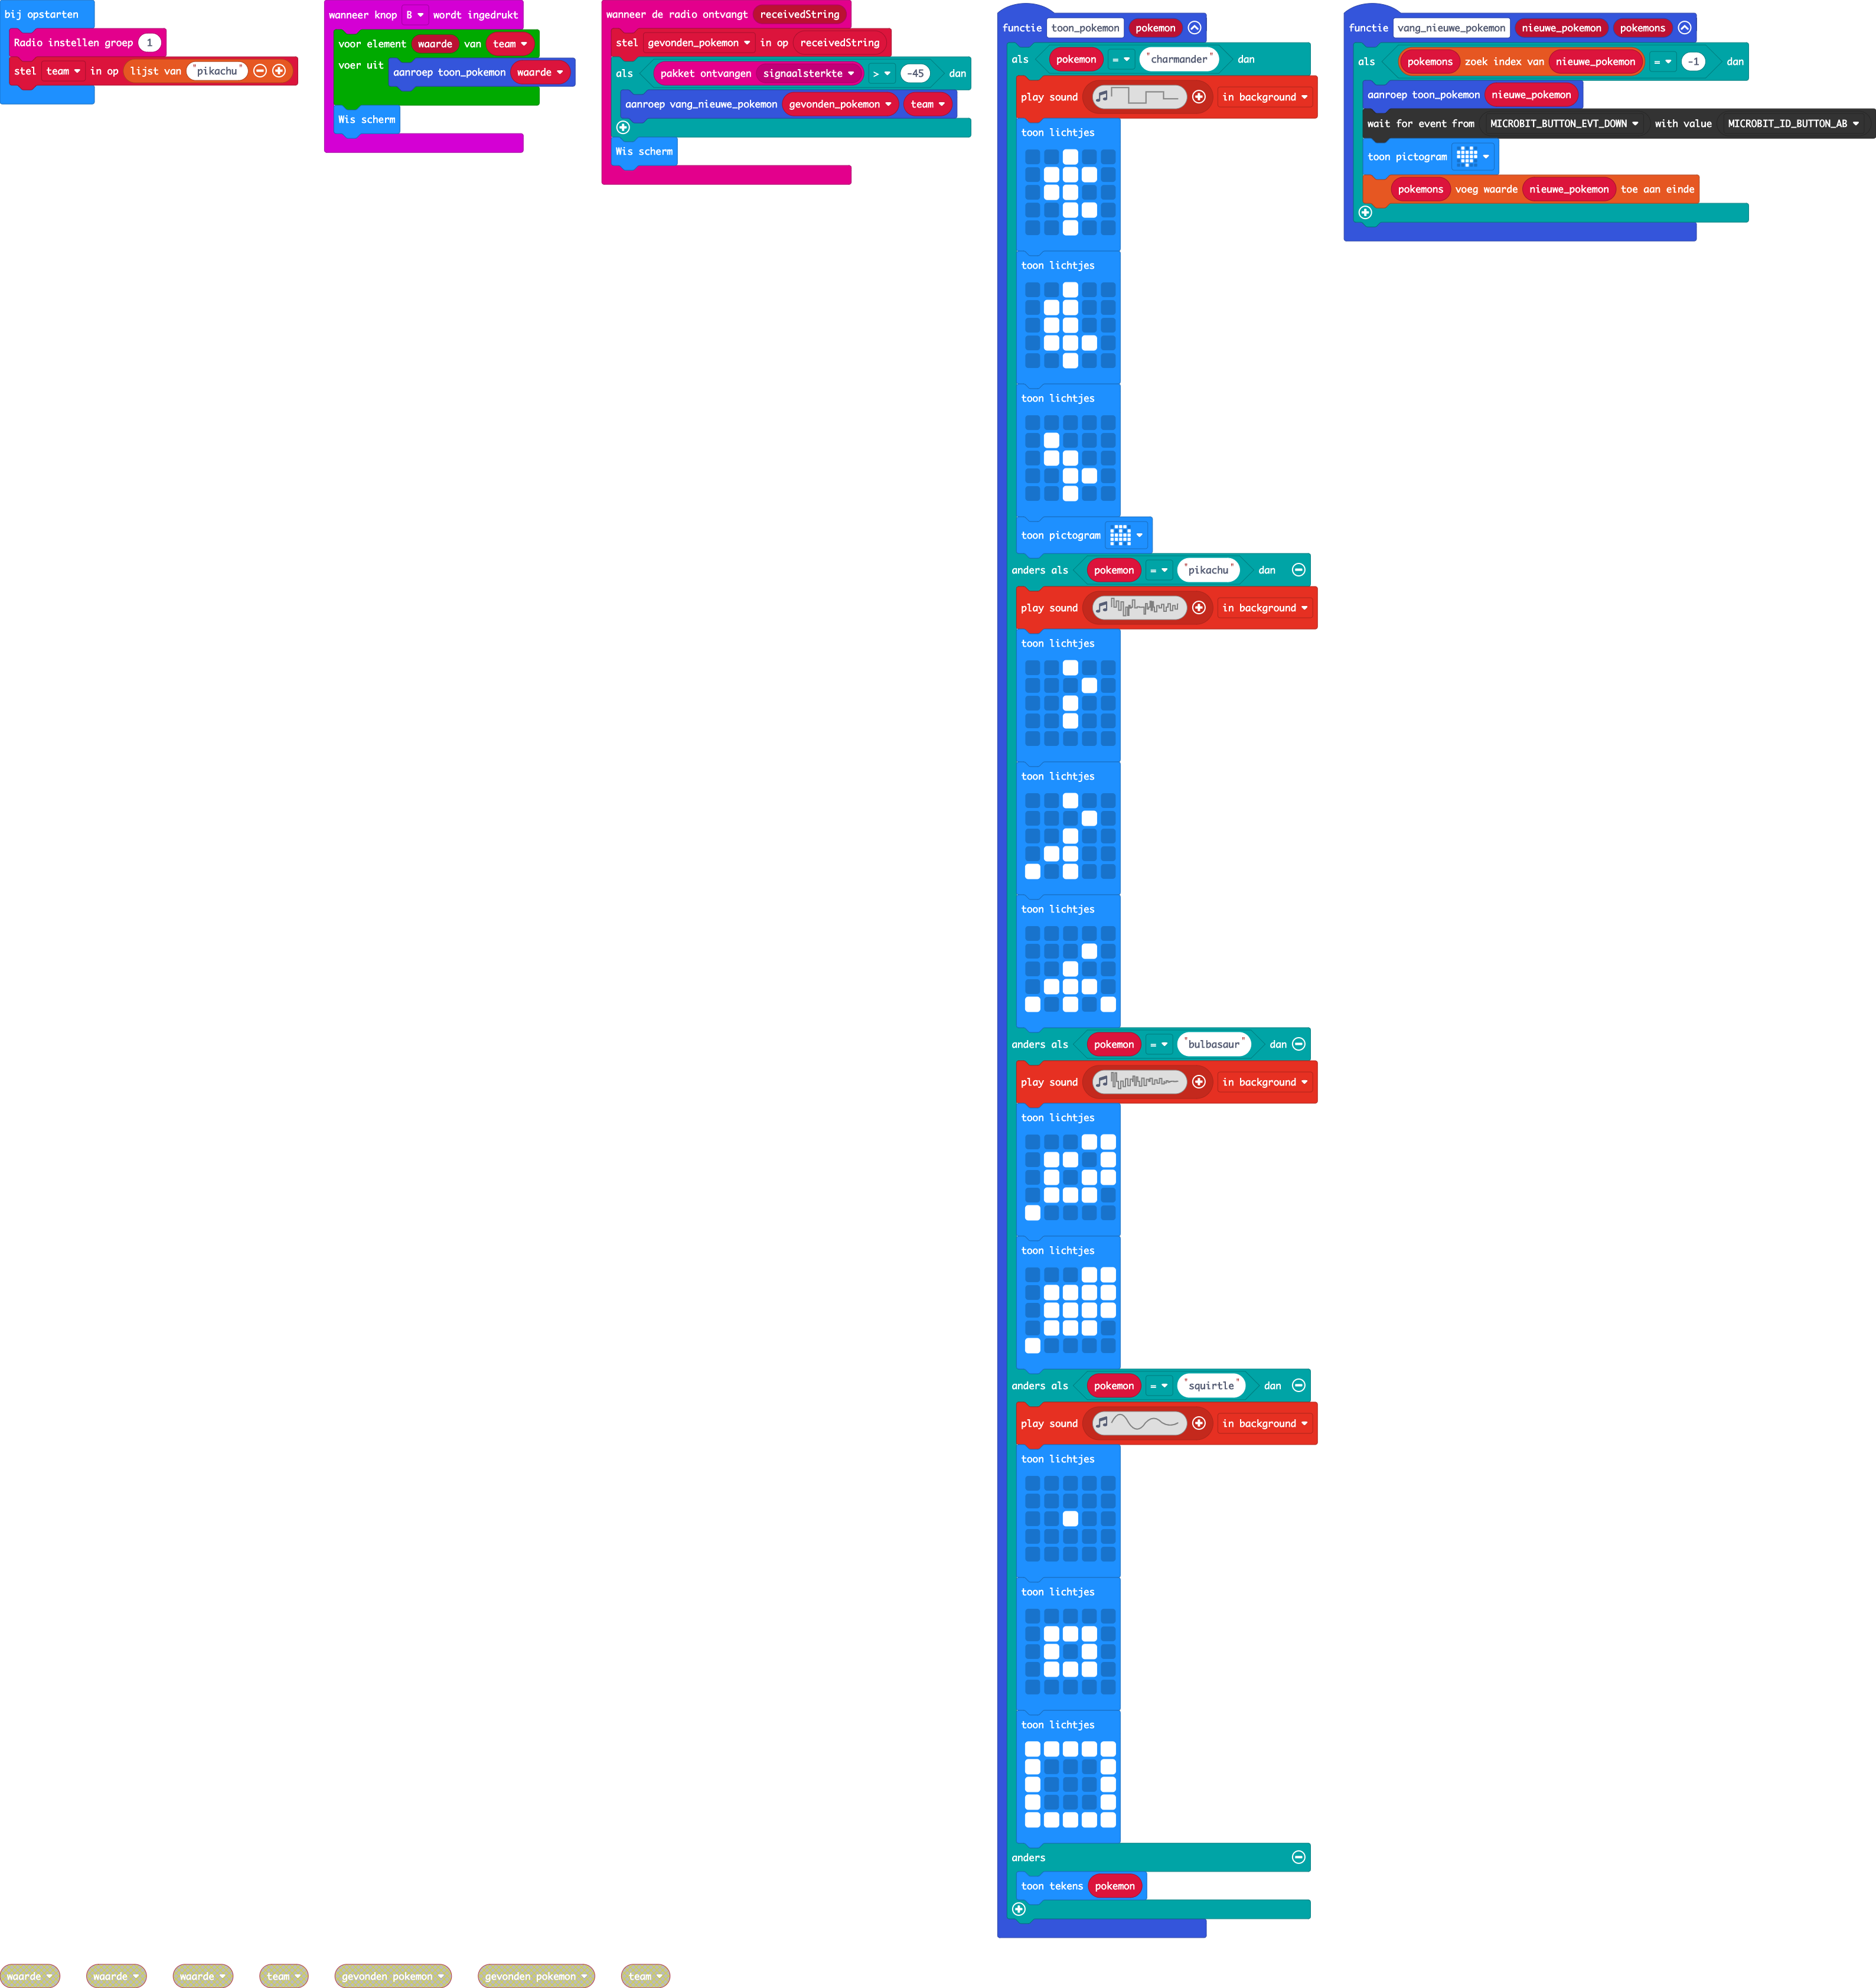 bij opstarten
Radio instellen groep 1
stel team in op lijst van "pikachu"
wanneer knop B wordt ingedrukt
voor element waarde van team
voer uit aanroep toon_pokemon waarde
Wis scherm
wanneer de radio ontvangt receivedString
stel gevonden_pokemon in op receivedString
als pakket ontvangen signaalsterkte > -45 dan
aanroep vang_nieuwe_pokemon gevonden_pokemon team
Wis scherm
functie toon_pokemon pokemon
als pokemon = "charmander" dan
play sound in background
toon lichtjes
toon lichtjes
toon lichtjes
toon pictogram
anders als pokemon = "pikachu" dan
play sound in background
toon lichtjes
toon lichtjes
toon lichtjes
anders als pokemon = "bulbasaur" dan
play sound in background
toon lichtjes
toon lichtjes
anders als pokemon = "squirtle" dan
play sound in background
toon lichtjes
toon lichtjes
toon lichtjes
anders
toon tekens pokemon
functie vang_nieuwe_pokemon nieuwe_pokemon pokemons
als pokemons zoek index van nieuwe_pokemon = -1 dan
aanroep toon_pokemon nieuwe_pokemon
wait for event from MICROBIT_BUTTON_EVT_DOWN with value MICROBIT_ID_BUTTON_AB
toon pictogram
pokemons voeg waarde nieuwe_pokemon toe aan einde
waarde waarde waarde team gevonden pokemon gevonden pokemon team